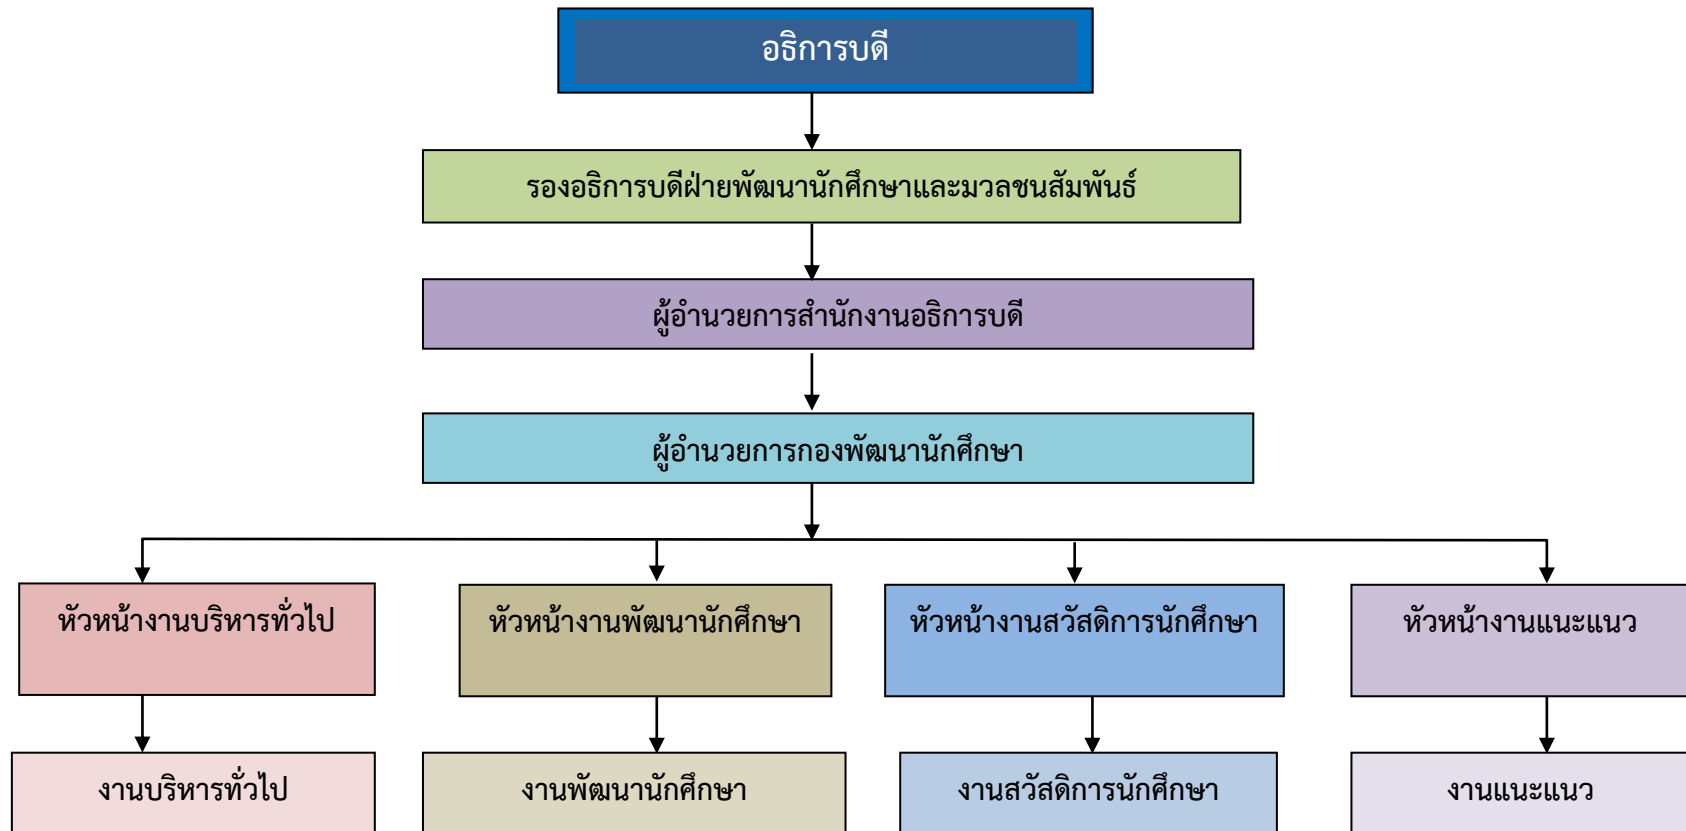 อธิการบดี
รองอธิการบดีฝ่ายพัฒนานักศึกษาและมวลชนสัมพันธ์
ผู้อำนวยการสำนักงานอธิการบดี
ผู้อำนวยการกองพัฒนานักศึกษา
หัวหน้างานบริหารทั่วไป
หัวหน้างานพัฒนานักศึกษา
หัวหน้างานสวัสดิการนักศึกษา
หัวหน้างานแนะแนว
งานบริหารทั่วไป
งานพัฒนานักศึกษา
งานสวัสดิการนักศึกษา
งานแนะแนว